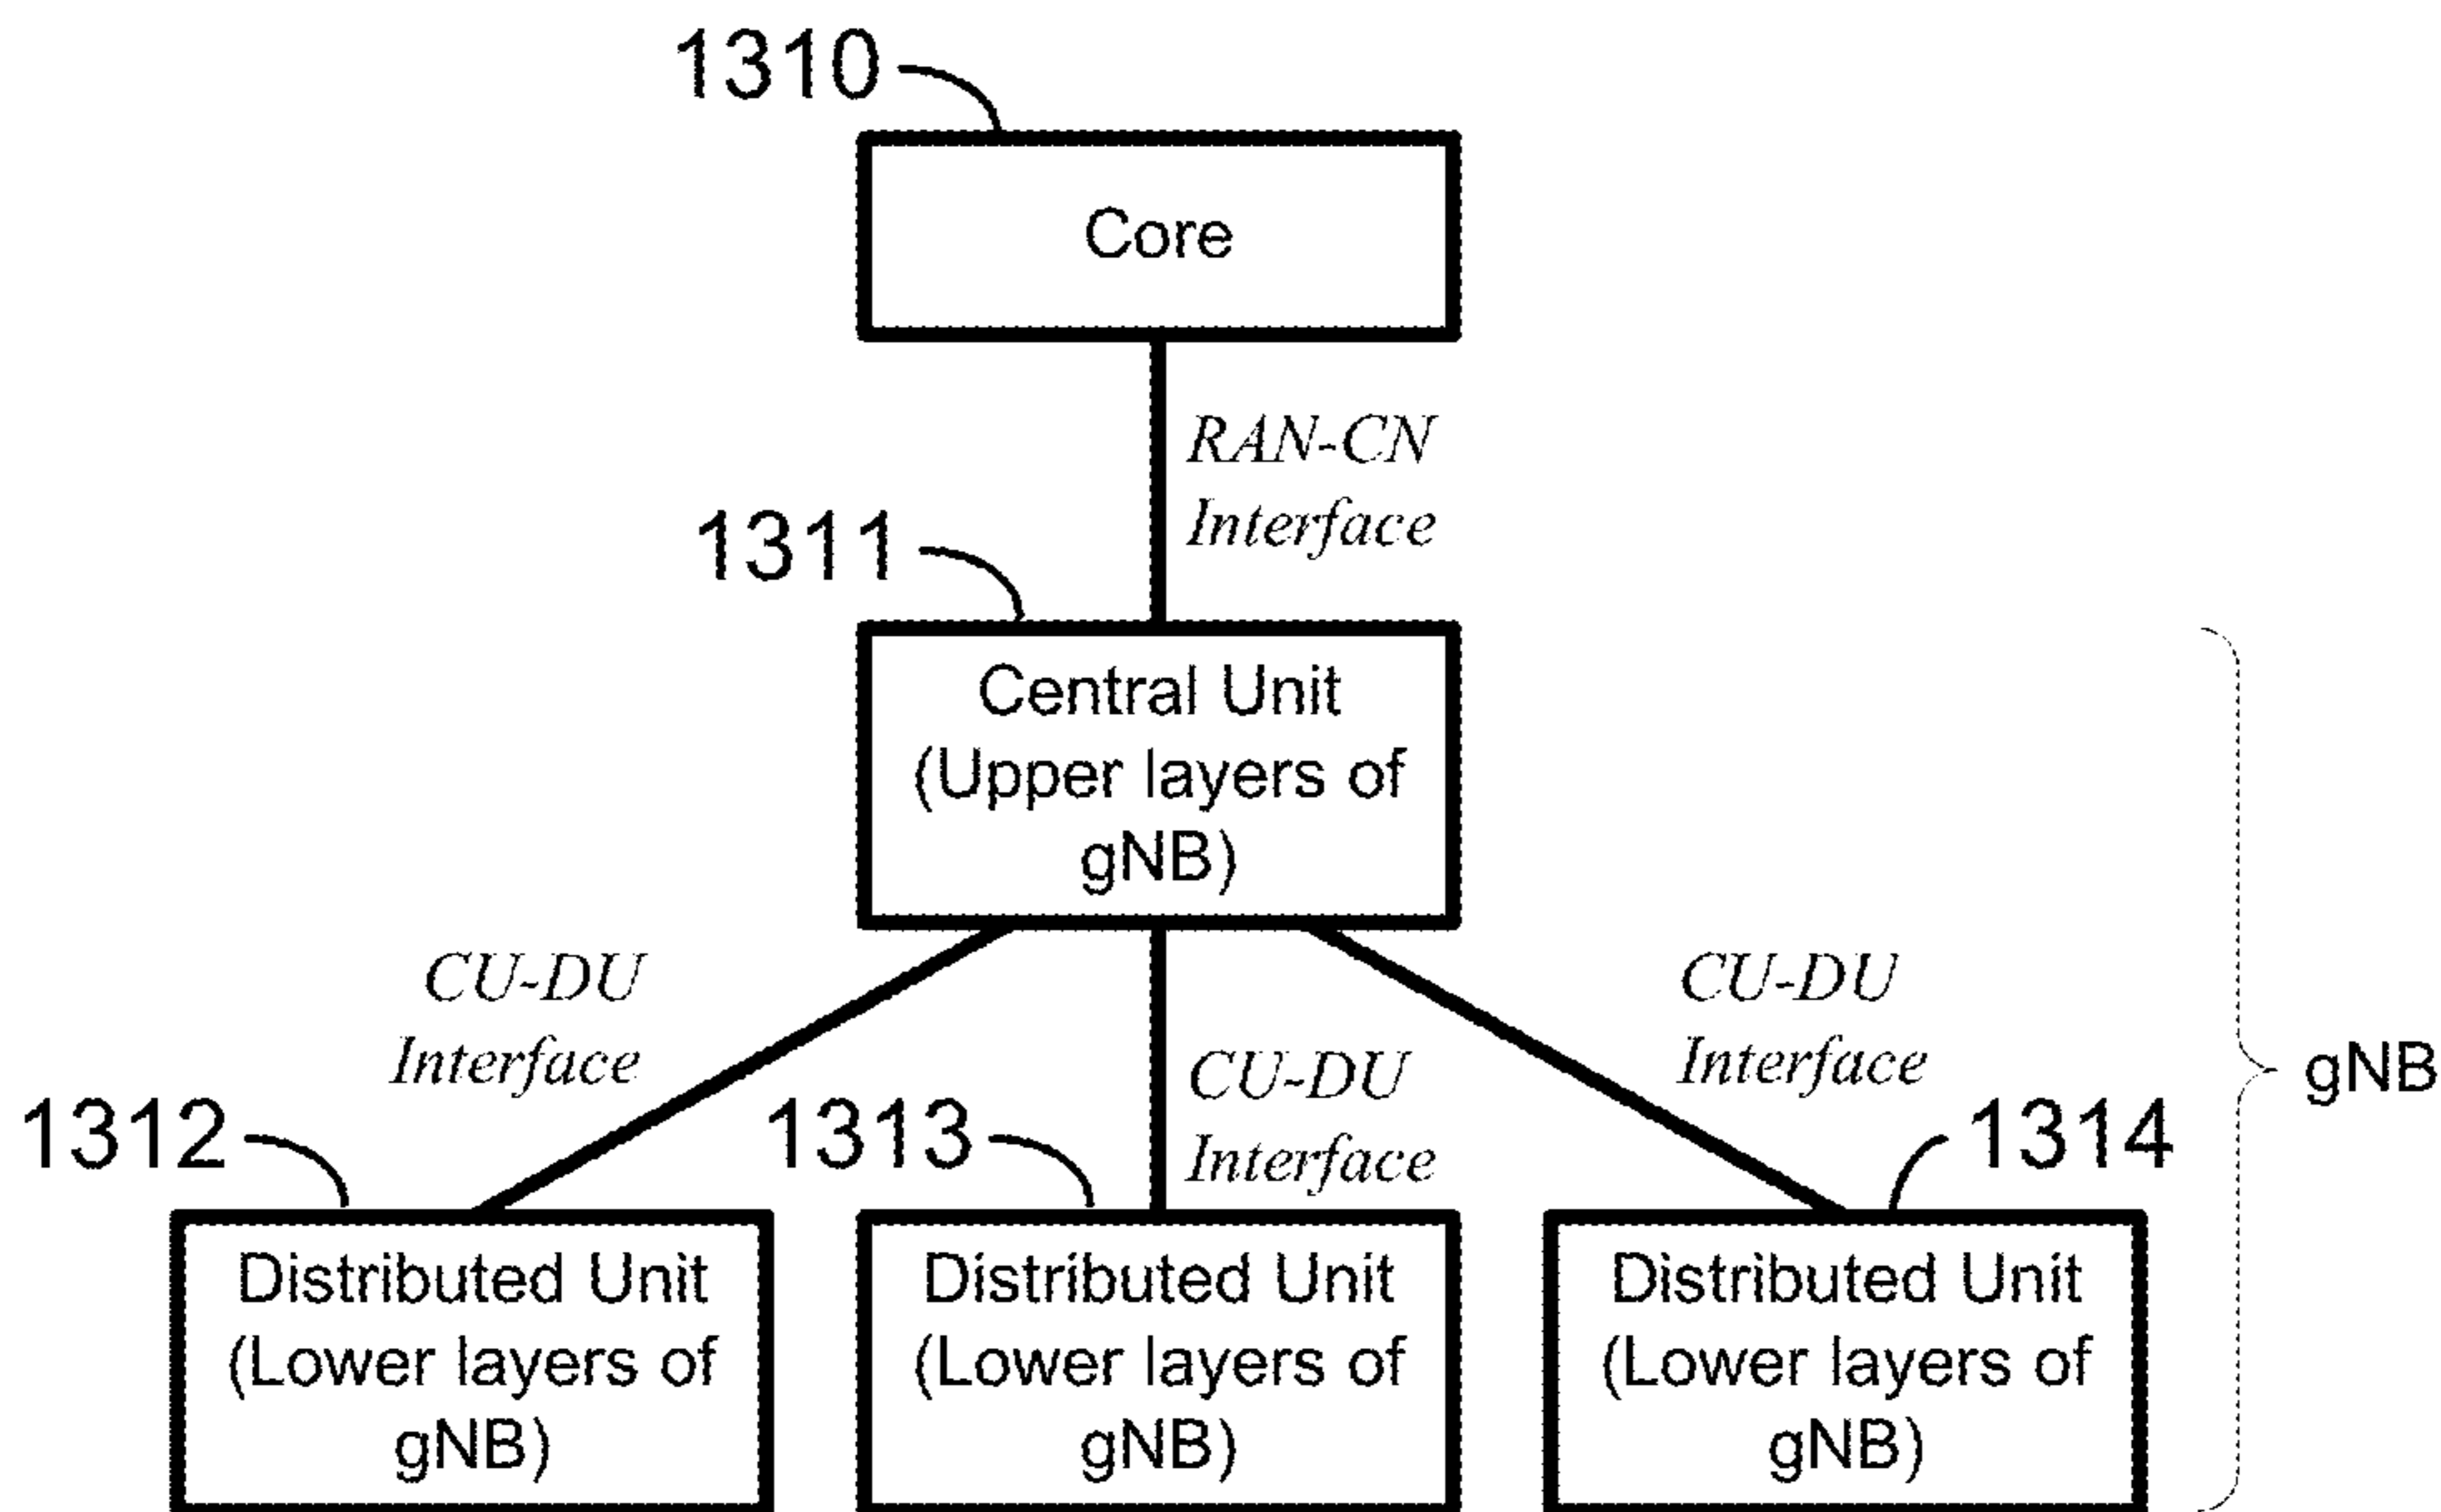 1310
Core
RAN-CN
Interface
1311
Central Unit
(Upper layers of
gNB)
CU-DU
Interface
CU-DU
Interface
CU-DU
Interface
gNB
1312
1313
1314
Distributed Unit
(Lower layers of
gNB)
Distributed Unit
(Lower layers of
gNB)
Distributed Unit
(Lower layers of
gNB)